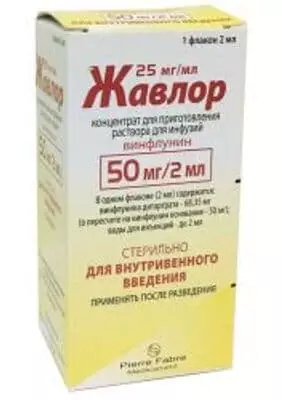 1 флакон 2 мл
25 мг/мл
Жавлор
концентрат для приготовления
раствора для инфузий
винфлунин
50 мг/2 мл
В одном флаконе (2 мл) содержится:
винфлунина дитартрата - 68,35 мг
(в пересчете на винфлунин основание - 50 мг);
воды для инъекций - до 2 мл
СТЕРИЛЬНО
ДЛЯ ВНУТРИВЕННОГО
ВВЕДЕНИЯ
ПРИМЕНЯТЬ ПОСЛЕ РАЗВЕДЕНИЯ
Pierre Fabre
Médicament